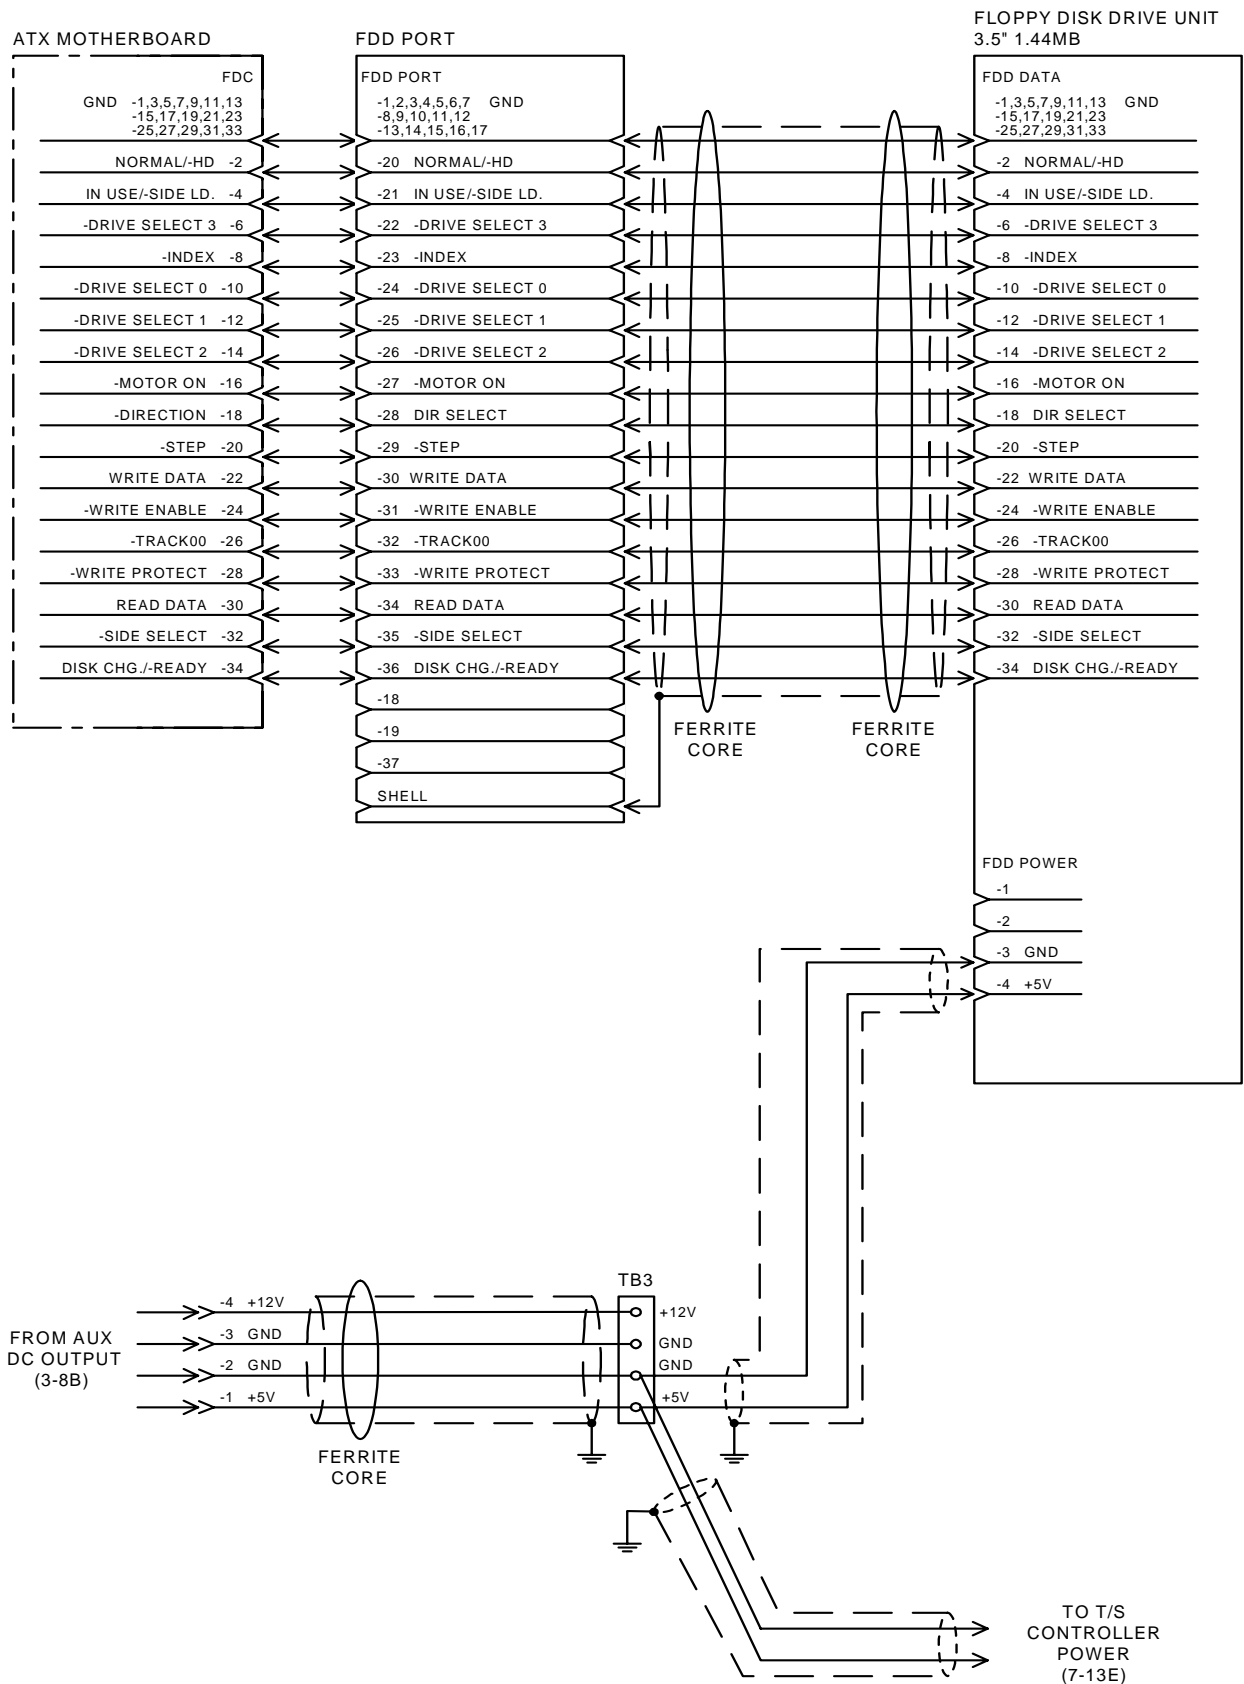 FLOPPY DISK DRIVE UNIT
3.5" 1.44MB
ATX MOTHERBOARD
FDC
GND -1,3,5,7,9,11,13
-15,17,19,21,23
-25,27,29,31,33
NORMAL/-HD -2
IN USE/-SIDE LD. -4
-DRIVE SELECT 3 -6
-INDEX -8
-DRIVE SELECT 0 -10
-DRIVE SELECT 1 -12
-DRIVE SELECT 2 -14
-MOTOR ON -16
-DIRECTION -18
-STEP -20
WRITE DATA -22
-WRITE ENABLE -24
-TRACK00 -26
-WRITE PROTECT -28
READ DATA -30
-SIDE SELECT -32
DISK CHG./-READY -34
FDD PORT
FDD PORT
-1,2,3,4,5,6,7 GND
-8,9,10,11,12
-13,14,15,16,17
-20 NORMAL/-HD
-21 IN USE/-SIDE LD.
-22 -DRIVE SELECT 3
-23 -INDEX
-24 -DRIVE SELECT 0
-25 -DRIVE SELECT 1
-26 -DRIVE SELECT 2
-27 -MOTOR ON
-28 DIR SELECT
-29 -STEP
-30 WRITE DATA
-31 -WRITE ENABLE
-32 -TRACK00
-33 -WRITE PROTECT
-34 READ DATA
-35 -SIDE SELECT
-36 DISK CHG./-READY
-18
-19
-37
SHELL
FERRITE
CORE
FERRITE
CORE
FDD DATA
-1,3,5,7,9,11,13 GND
-15,17,19,21,23
-25,27,29,31,33
-2 NORMAL/-HD
-4 IN USE/-SIDE LD.
-6 -DRIVE SELECT 3
-8 -INDEX
-10 -DRIVE SELECT 0
-12 -DRIVE SELECT 1
-14 -DRIVE SELECT 2
-16 -MOTOR ON
-18 DIR SELECT
-20 -STEP
-22 WRITE DATA
-24 -WRITE ENABLE
-26 -TRACK00
-28 -WRITE PROTECT
-30 READ DATA
-32 -SIDE SELECT
-34 DISK CHG./-READY
FDD POWER
-1
-2
-3 GND
-4 +5V
FROM AUX
DC OUTPUT
(3-8B)
-4 +12V
-3 GND
-2 GND
-1 +5V
FERRITE
CORE
TB3
+12V
GND
GND
+5V
TO T/S
CONTROLLER
POWER
(7-13E)